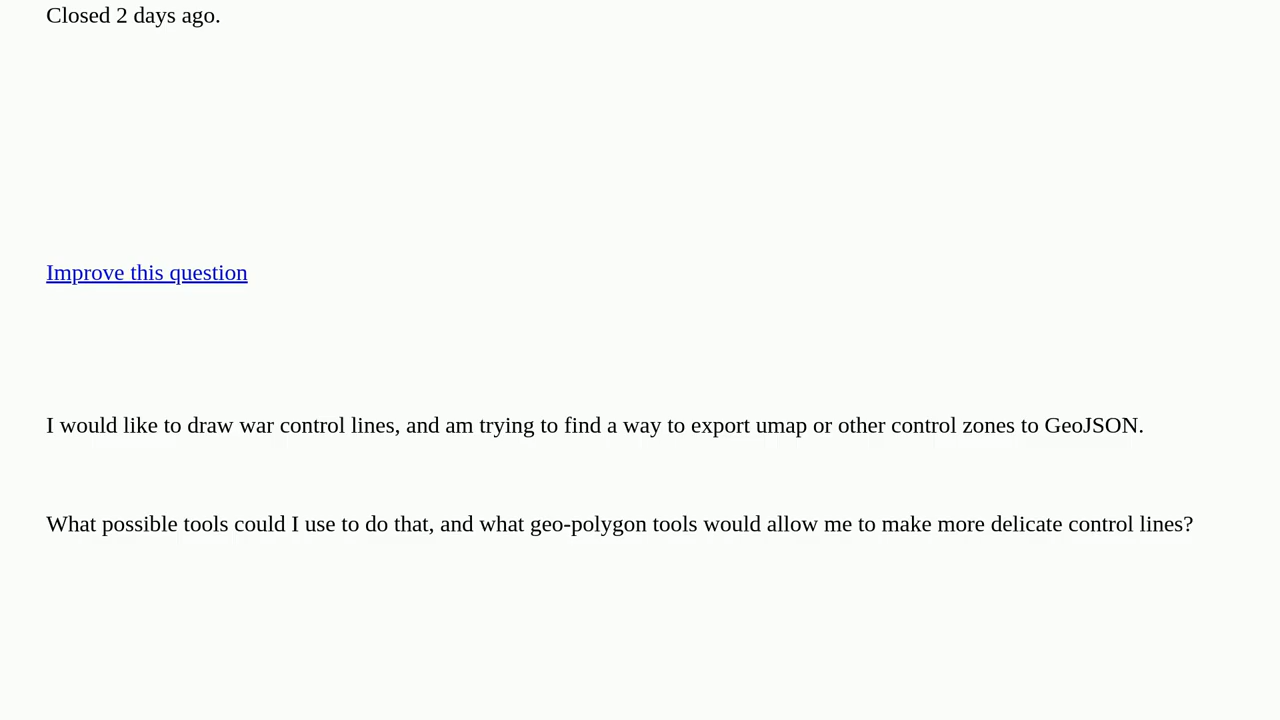 Closed 2 days ago.
Improve this question
I would like to draw war control lines, and am trying to find a way to export umap or other control zones to GeoJSON.
What possible tools could I use to do that, and what geo-polygon tools would allow me to make more delicate control lines?